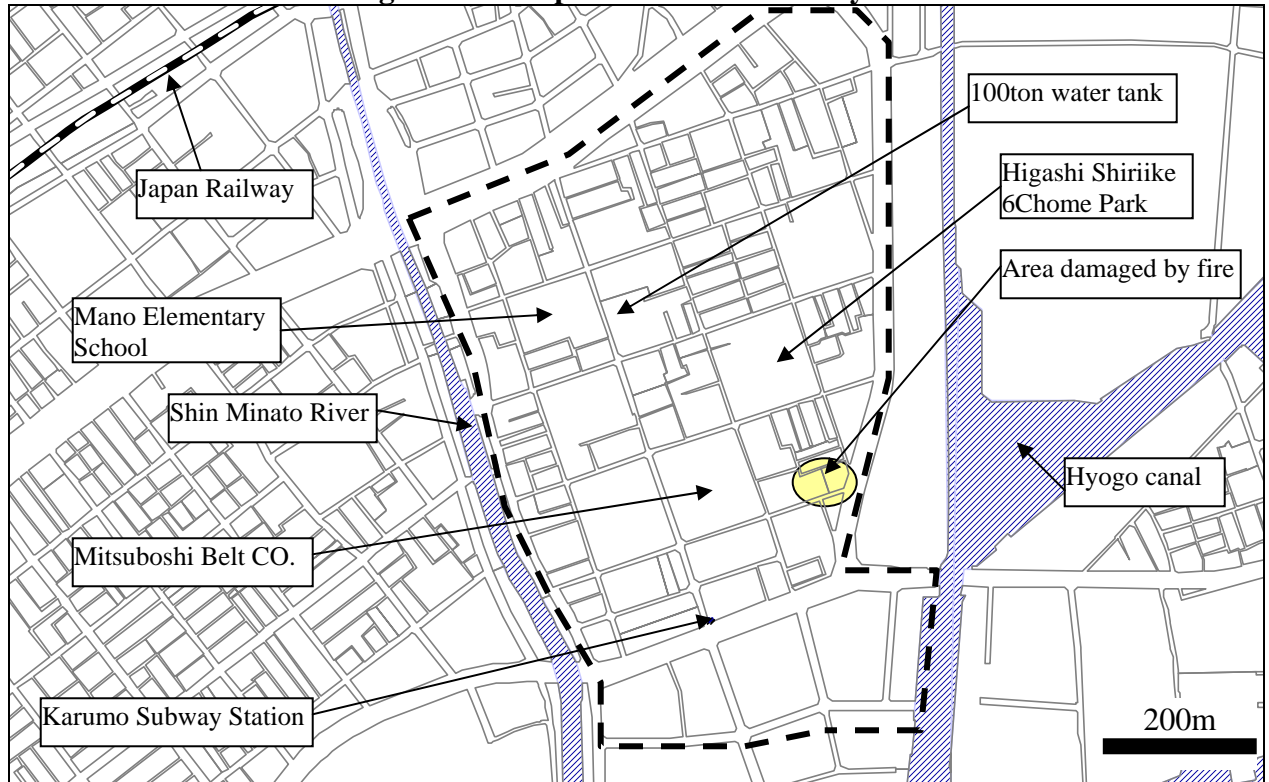 100ton water tank
Higashi Shiriike
6Chome Park
Japan Railway
Area damaged by fire
Mano Elementary
School
Shin Minato River
Hyogo canal
Mitsuboshi Belt CO.
Karumo Subway Station
200m